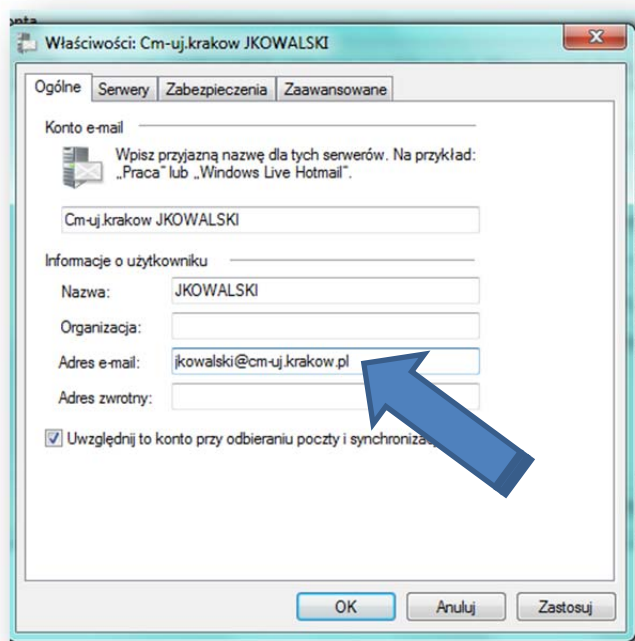 Właściwości: Cm-uj.krakow JKOWALSKI
Ogólne Serwery Zabezpieczenia Zaawansowane
Konto e-mail
Wpisz przyjazną nazwę dla tych serwerów. Na przykład:
„Praca” lub „Windows Live Hotmail”.
Cm-uj.krakow JKOWALSKI
Informacje o użytkowniku
Nazwa: JKOWALSKI
Organizacja:
Adres e-mail: jkowalski@cm-uj.krakow.pl
Adres zwrotny:
Uwzględnij to konto przy odbieraniu poczty i
OK Anuluj Zastosuj